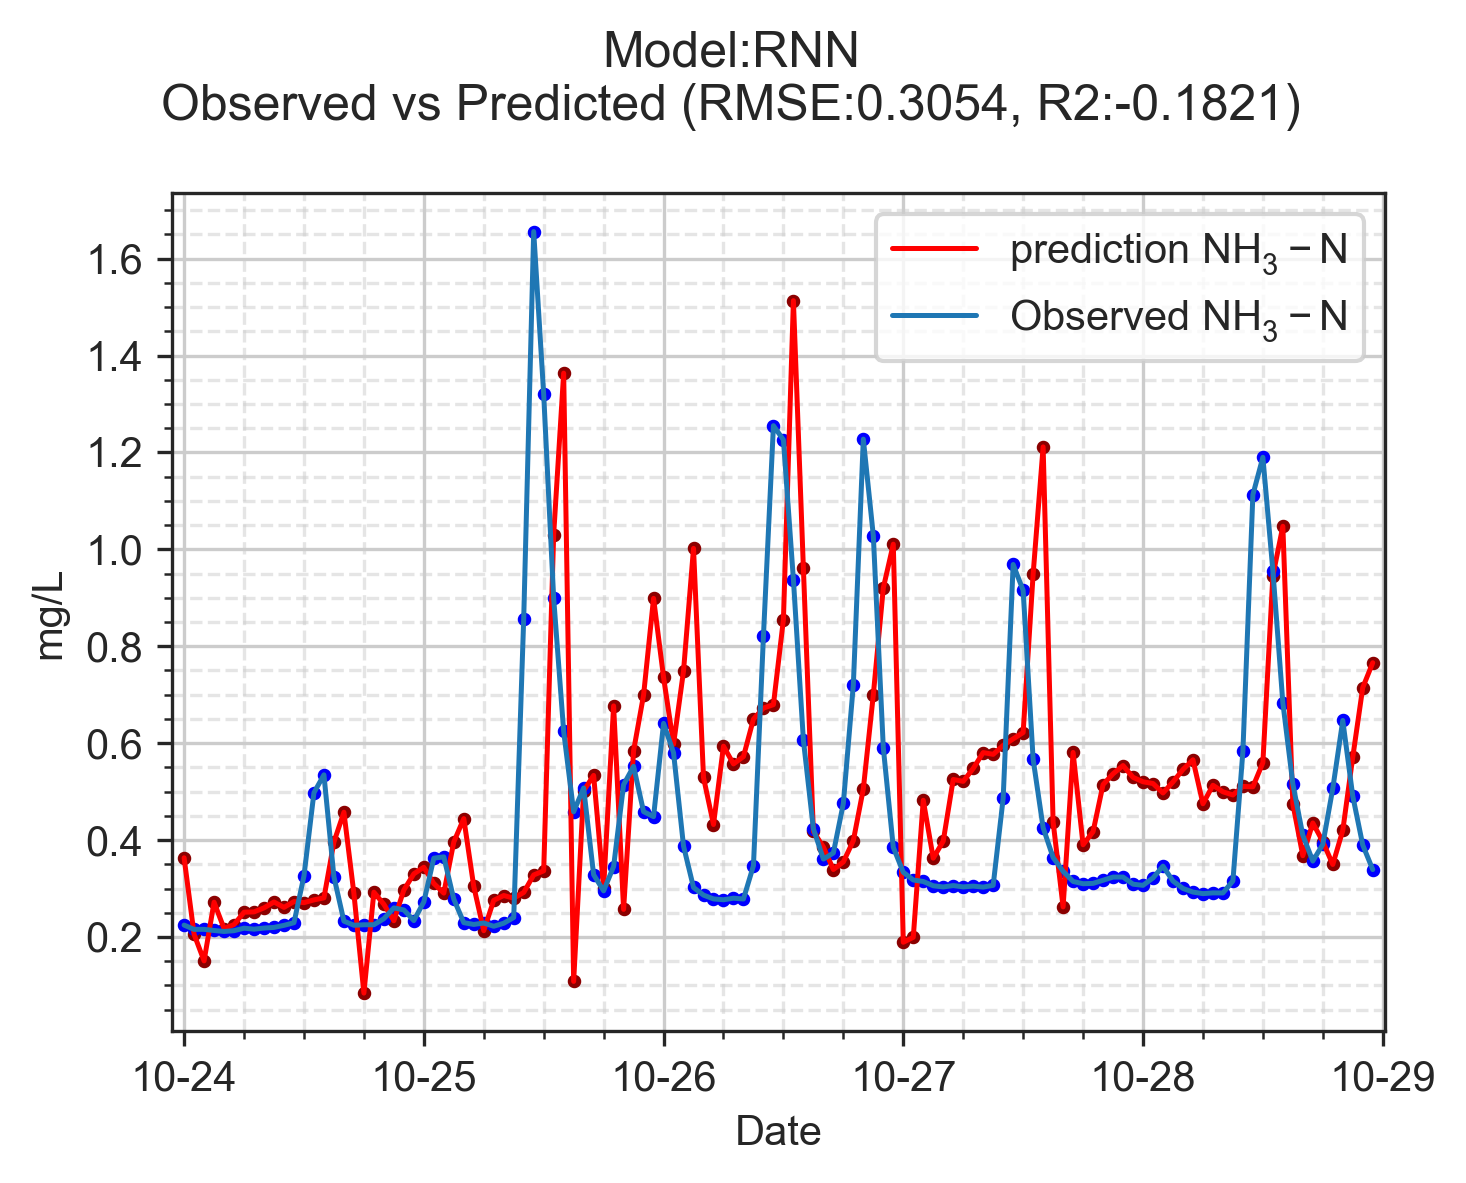 Model:RNN
Observed vs Predicted (RMSE:0.3054, R2:-0.1821)
prediction NH₃ − N
Observed NH₃ − N
1.6
1.4
1.2
1.0
0.8
0.6
0.4
0.2
mg/L
10-24 10-25 10-26 10-27 10-28 10-29
Date